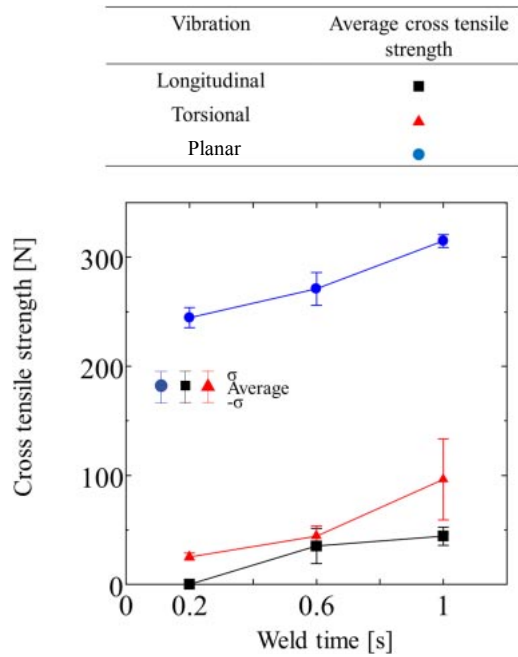 Vibration
Average cross tensile
strength
Longitudinal
Torsional
Planar
Cross tensile strength [N]
300
200
100
0
σ
Average
-σ
0
0.2
0.6
1
Weld time [s]